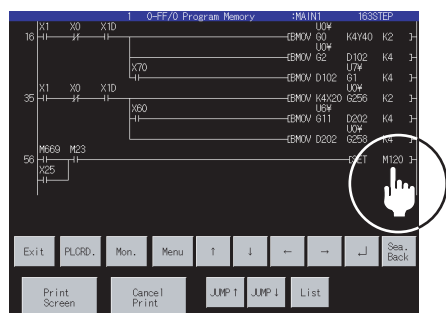 1 O-FF/0 Program Memory :MAIN1 163STEP
X1 X0 X1D U0¥
16 [BMOV G0 K4Y40 K2 ]
U0¥
[BMOV G2 D102 K4 ]
X70 U7¥
[BMOV D102 G1 K4 ]
X1 X0 X1D U0¥
35 [BMOV K4X20 G256 K2 ]
X60 U6¥
[BMOV G11 D202 K4 ]
U0¥
[BMOV D202 G258 K4 ]
M669 M23
56 [SET M120 ]
X25
Exit PLCRD. Mon. Menu ↑ ↓ ← → ↵ Sea. Back
Print Screen Cancel Print JUMP↑ JUMP↓ List